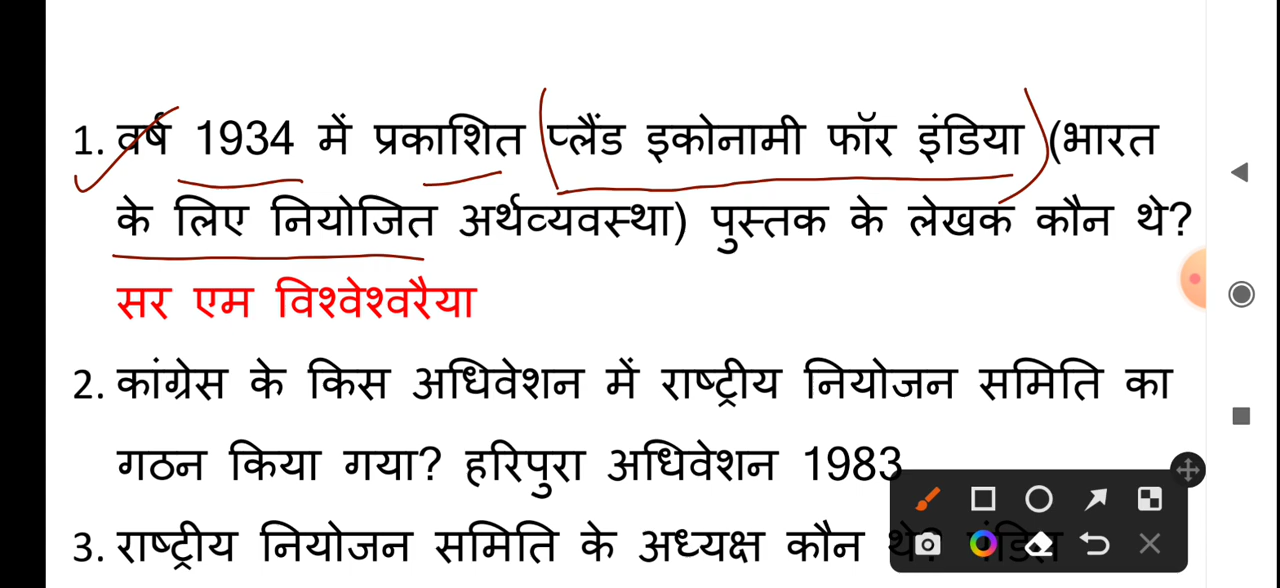 1. वर्ष 1934 में प्रकाशित प्लैंड इकोनामी फॉर इंडिया (भारत
के लिए नियोजित अर्थव्यवस्था) पुस्तक के लेखक कौन थे?
सर एम विश्वेश्वरैया
2. कांग्रेस के किस अधिवेशन में राष्ट्रीय नियोजन समिति का
गठन किया गया? हरिपुरा अधिवेशन 1983
3. राष्ट्रीय नियोजन समिति के अध्यक्ष कौन थे? पंडित